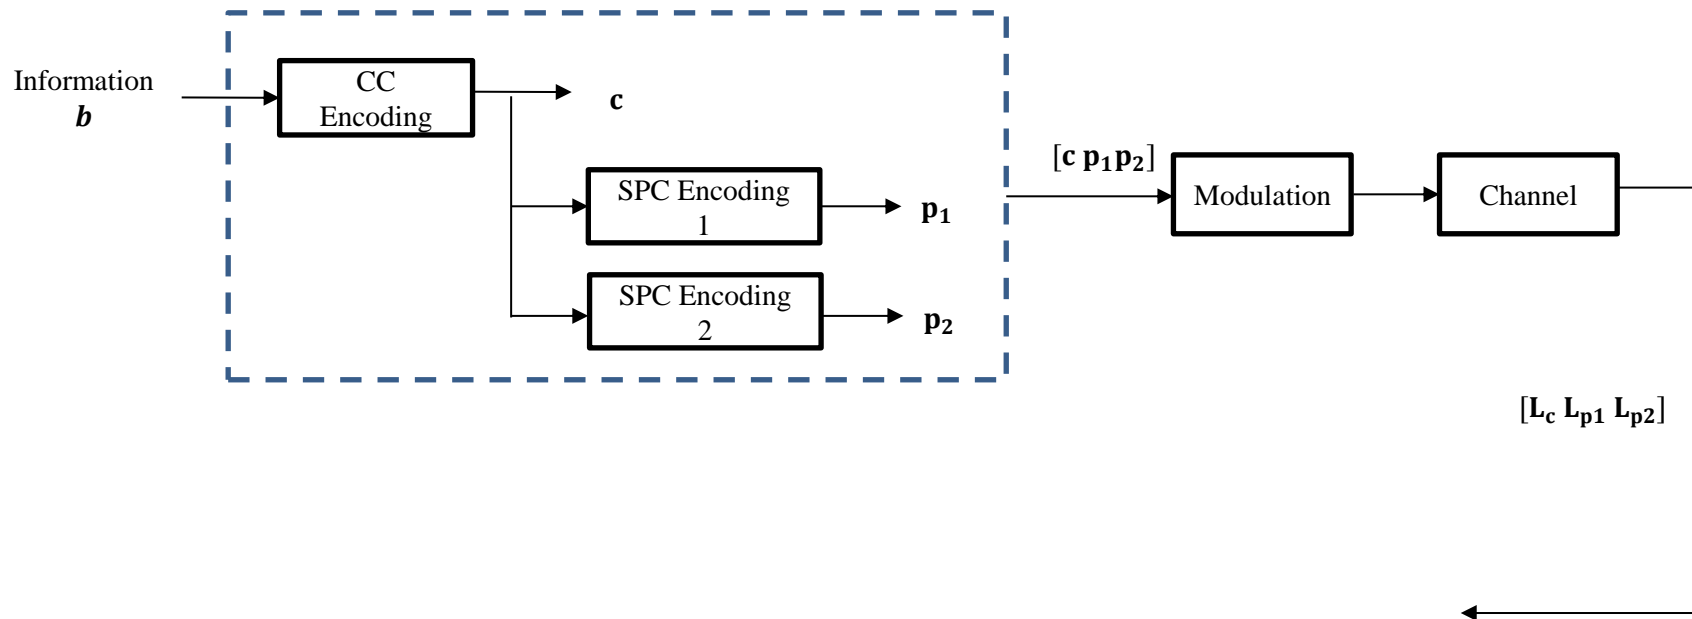 Information
b
CC
Encoding
c
SPC Encoding
1
p₁
SPC Encoding
2
p₂
[c p₁p₂]
Modulation
Channel
[L_c L_p1 L_p2]